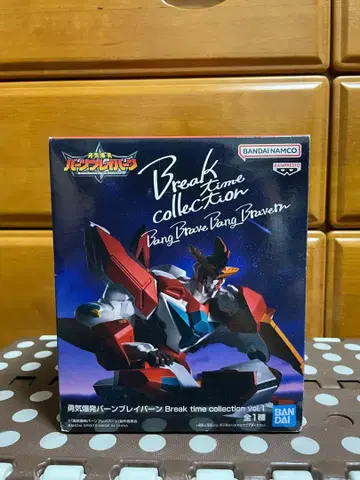 勇気爆発
バーンブレイバーン
BANDAI NAMCO
BANPRESTO
Break
time
collection
Bang Brave Bang Bravern
勇気爆発バーンブレイバーン Break time collection vol.1
全1種
BAN
DAI